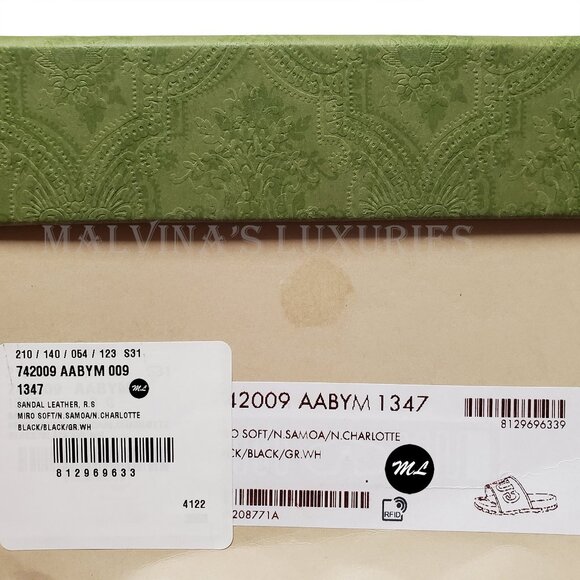 MALVINA'S LUXURIES
210 / 140 / 054 / 123 S31
742009 AABYM 009
1347
ML
SANDAL LEATHER, R.S
MIRO SOFT/N.SAMOA/N.CHARLOTTE
BLACK/BLACK/GR.WH
812969633
4122
42009 AABYM 1347
8129696339
RO SOFT/N.SAMOA/N.CHARLOTTE
CK/BLACK/GR.WH
ML
208771A
RFID